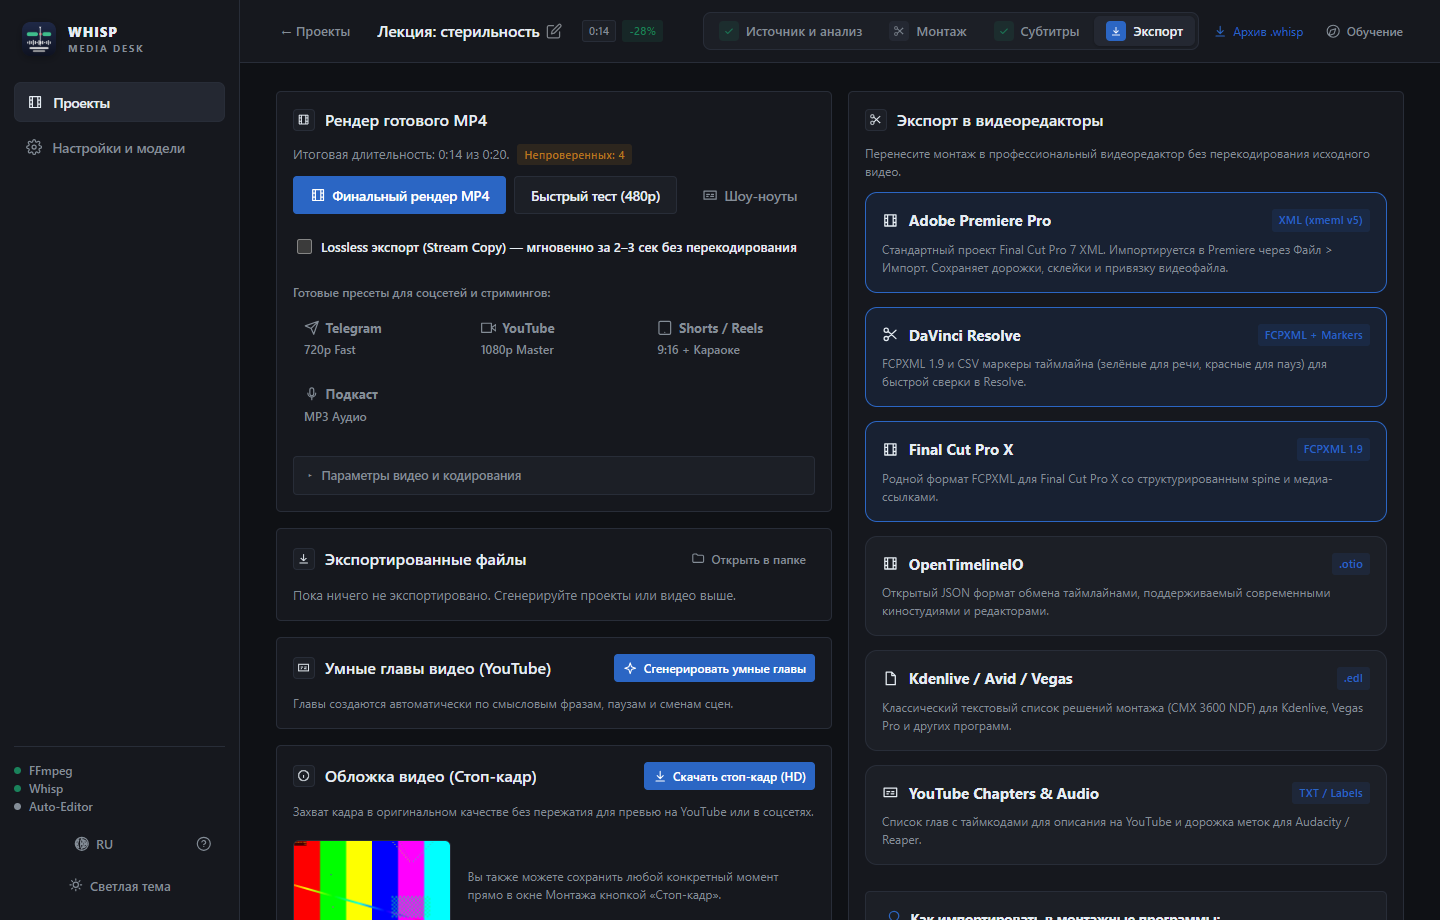 WHISP
MEDIA DESK
Проекты
Настройки и модели
FFmpeg
Whisp
Auto-Editor
RU
Светлая тема
← Проекты
Лекция: стерильность
0:14
-28%
Источник и анализ
Монтаж
Субтитры
Экспорт
Архив .whisp
Обучение
Рендер готового MP4
Итоговая длительность: 0:14 из 0:20.
Непроверенных: 4
Финальный рендер MP4
Быстрый тест (480p)
Шоу-ноуты
Lossless экспорт (Stream Copy) — мгновенно за 2–3 сек без перекодирования
Готовые пресеты для соцсетей и стримингов:
Telegram
720p Fast
YouTube
1080p Master
Shorts / Reels
9:16 + Караоке
Подкаст
MP3 Аудио
Параметры видео и кодирования
Экспортированные файлы
Открыть в папке
Пока ничего не экспортировано. Сгенерируйте проекты или видео выше.
Умные главы видео (YouTube)
Сгенерировать умные главы
Главы создаются автоматически по смысловым фразам, паузам и сменам сцен.
Обложка видео (Стоп-кадр)
Скачать стоп-кадр (HD)
Захват кадра в оригинальном качестве без пережатия для превью на YouTube или в соцсетях.
Вы также можете сохранить любой конкретный момент
прямо в окне Монтажа кнопкой «Стоп-кадр».
Экспорт в видеоредакторы
Перенесите монтаж в профессиональный видеоредактор без перекодирования исходного
видео.
Adobe Premiere Pro
XML (xmeml v5)
Стандартный проект Final Cut Pro 7 XML. Импортируется в Premiere через Файл >
Импорт. Сохраняет дорожки, склейки и привязку видеофайла.
DaVinci Resolve
FCPXML + Markers
FCPXML 1.9 и CSV маркеры таймлайна (зелёные для речи, красные для пауз) для
быстрой сверки в Resolve.
Final Cut Pro X
FCPXML 1.9
Родной формат FCPXML для Final Cut Pro X со структурированным spine и медиа-
ссылками.
OpenTimelineIO
.otio
Открытый JSON формат обмена таймлайнами, поддерживаемый современными
киностудиями и редакторами.
Kdenlive / Avid / Vegas
.edl
Классический текстовый список решений монтажа (CMX 3600 NDF) для Kdenlive, Vegas
Pro и других программ.
YouTube Chapters & Audio
TXT / Labels
Список глав с таймкодами для описания на YouTube и дорожка меток для Audacity /
Reaper.
Как импортировать в монтажные программы: